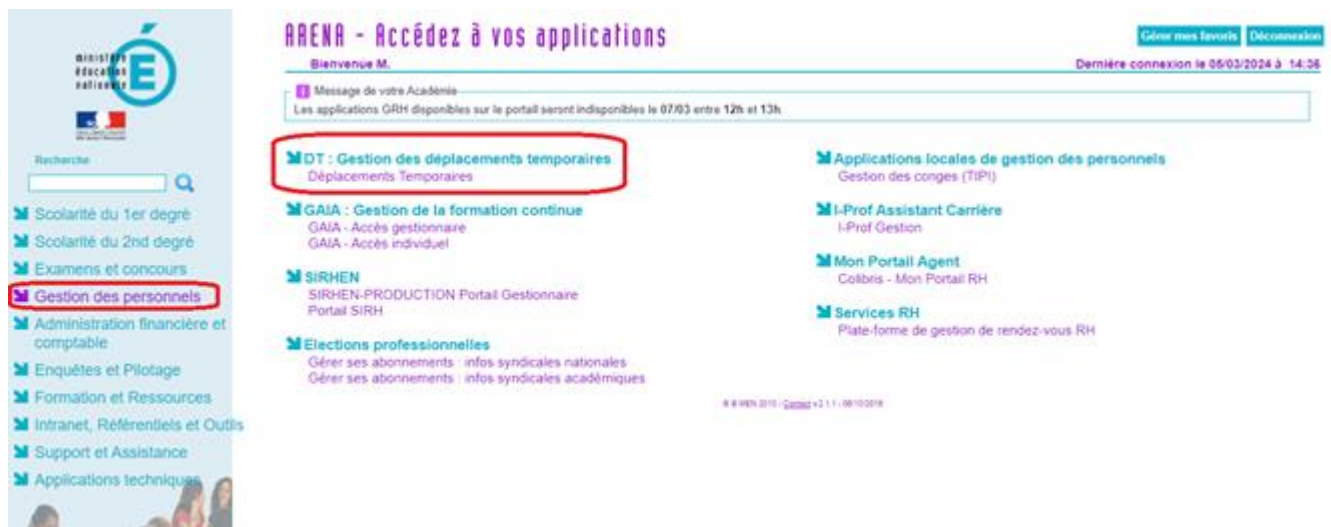 ministère
éducation
nationale
ARENA - Accédez à vos applications
Gérer mes favoris
Déconnexion
Bienvenue M.
Dernière connexion le 05/03/2024 à 14:36
Message de votre Académie
Les applications GRH disponibles sur le portail seront indisponibles le 07/03 entre 12h et 13h
Recherche
Scolarité du 1er degré
Scolarité du 2nd degré
Examens et concours
Gestion des personnels
Administration financière et
comptable
Enquêtes et Pilotage
Formation et Ressources
Intranet, Référentiels et Outils
Support et Assistance
Applications techniques
DT : Gestion des déplacements temporaires
Déplacements Temporaires
GAIA : Gestion de la formation continue
GAIA - Accès gestionnaire
GAIA - Accès individuel
SIRHEN
SIRHEN-PRODUCTION Portail Gestionnaire
Portail SIRH
Elections professionnelles
Gérer ses abonnements : infos syndicales nationales
Gérer ses abonnements : infos syndicales académiques
Applications locales de gestion des personnels
Gestion des conges (TIPI)
I-Prof Assistant Carrière
I-Prof Gestion
Mon Portail Agent
Colibris - Mon Portail RH
Services RH
Plate-forme de gestion de rendez-vous RH